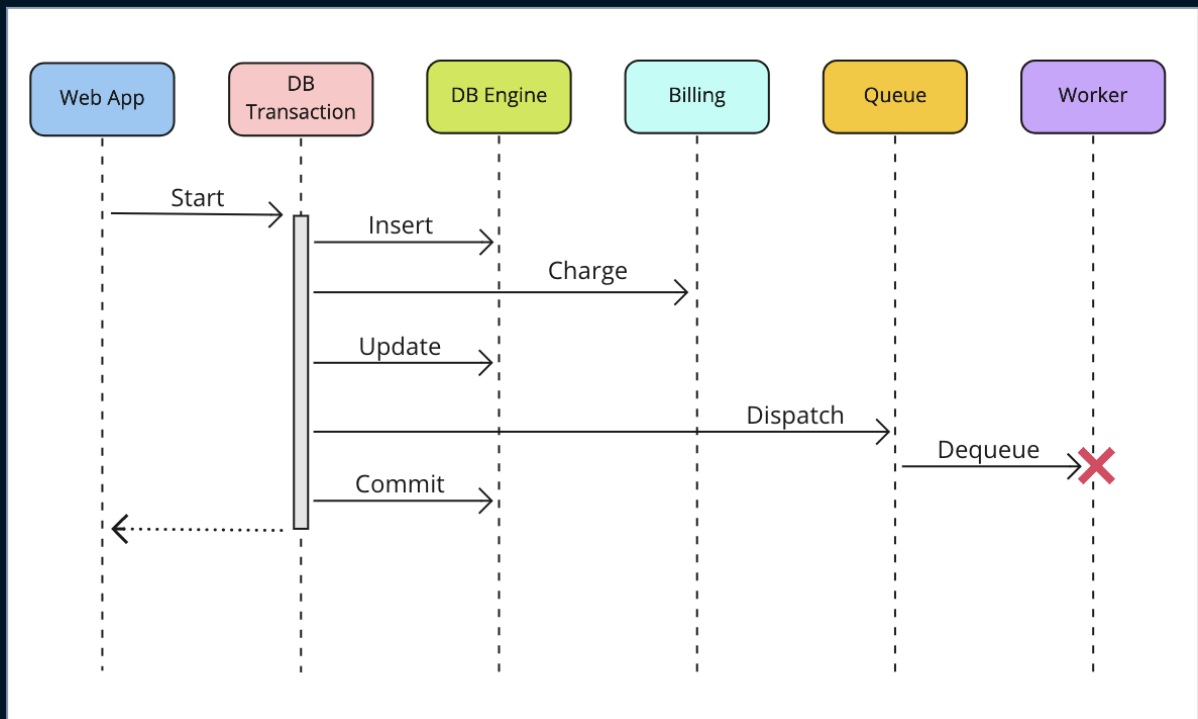 Web App
DB
Transaction
DB Engine
Billing
Queue
Worker
Start
Insert
Charge
Update
Dispatch
Dequeue
Commit